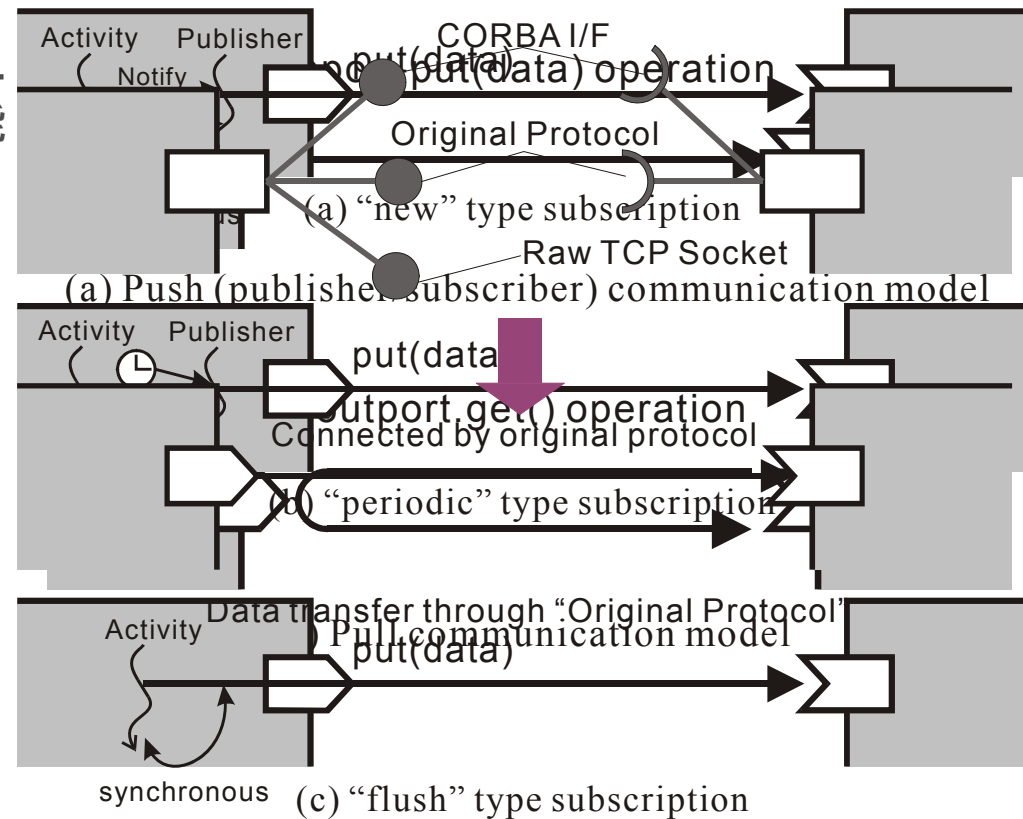 Activity
Publisher
CORBA I/F
put(data)
put(data) operation
Notify
Original Protocol
us
(a) “new” type subscription
Raw TCP Socket
(a) Push (publisher/subscriber) communication model
Activity
Publisher
put(data
outport.get() operation
Connected by original protocol
(b) “periodic” type subscription
Data transfer through “Original Protocol”
Activity
) Pull communication model
put(data)
synchronous
(c) “flush” type subscription